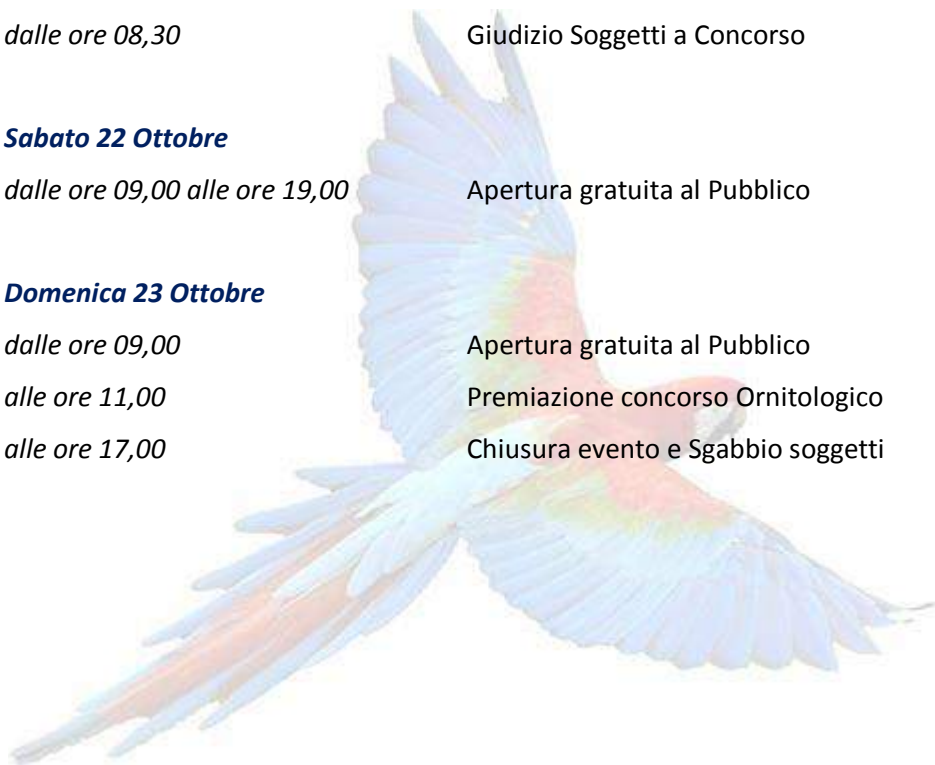 dalle ore 08,30 Giudizio Soggetti a Concorso
Sabato 22 Ottobre
dalle ore 09,00 alle ore 19,00 Apertura gratuita al Pubblico
Domenica 23 Ottobre
dalle ore 09,00 Apertura gratuita al Pubblico
alle ore 11,00 Premiazione concorso Ornitologico
alle ore 17,00 Chiusura evento e Sgabbio soggetti